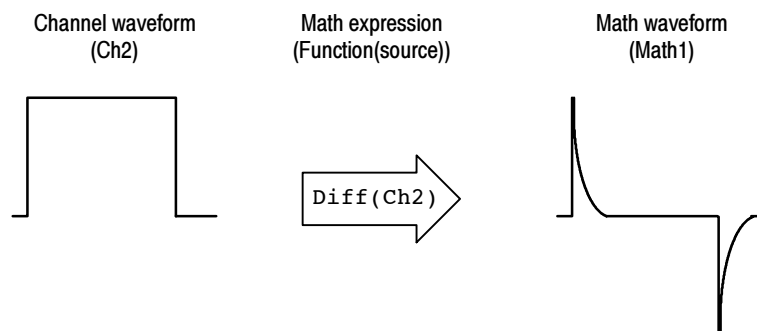 Channel waveform
(Ch2)
Math expression
(Function(source))
Math waveform
(Math1)
Diff(Ch2)